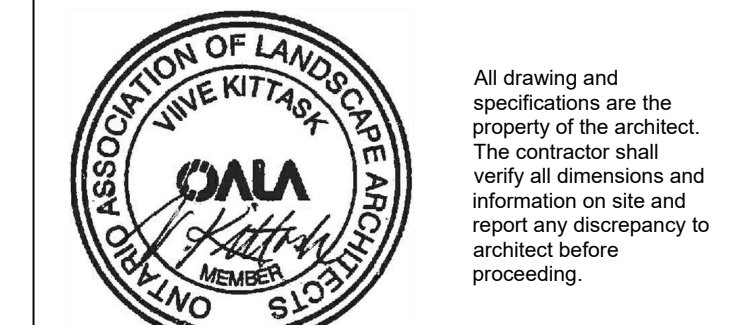 ONTARIO ASSOCIATION OF LANDSCAPE ARCHITECTS
VIIVE KITTASK
OALA
V. Kittask
MEMBER
All drawing and
specifications are the
property of the architect.
The contractor shall
verify all dimensions and
information on site and
report any discrepancy to
architect before
proceeding.